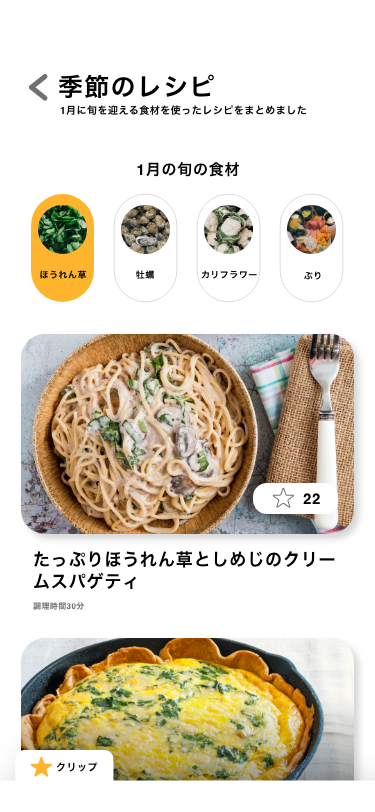 季節のレシピ
1月に旬を迎える食材を使ったレシピをまとめました
1月の旬の食材
ほうれん草
牡蠣
カリフラワー
ぶり
22
たっぷりほうれん草としめじのクリー
ムスパゲティ
調理時間30分
クリップ